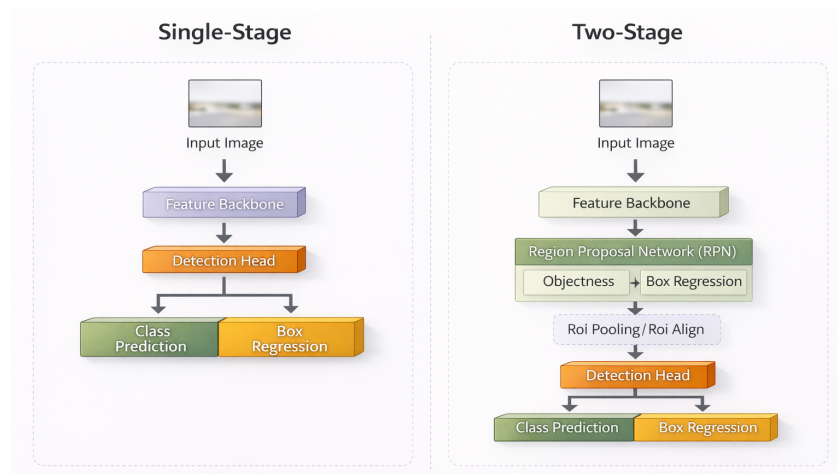 Single-Stage
Input Image
Feature Backbone
Detection Head
Class
Prediction
Box
Regression
Two-Stage
Input Image
Feature Backbone
Region Proposal Network (RPN)
Objectness
Box Regression
Roi Pooling/Roi Align
Detection Head
Class Prediction
Box Regression